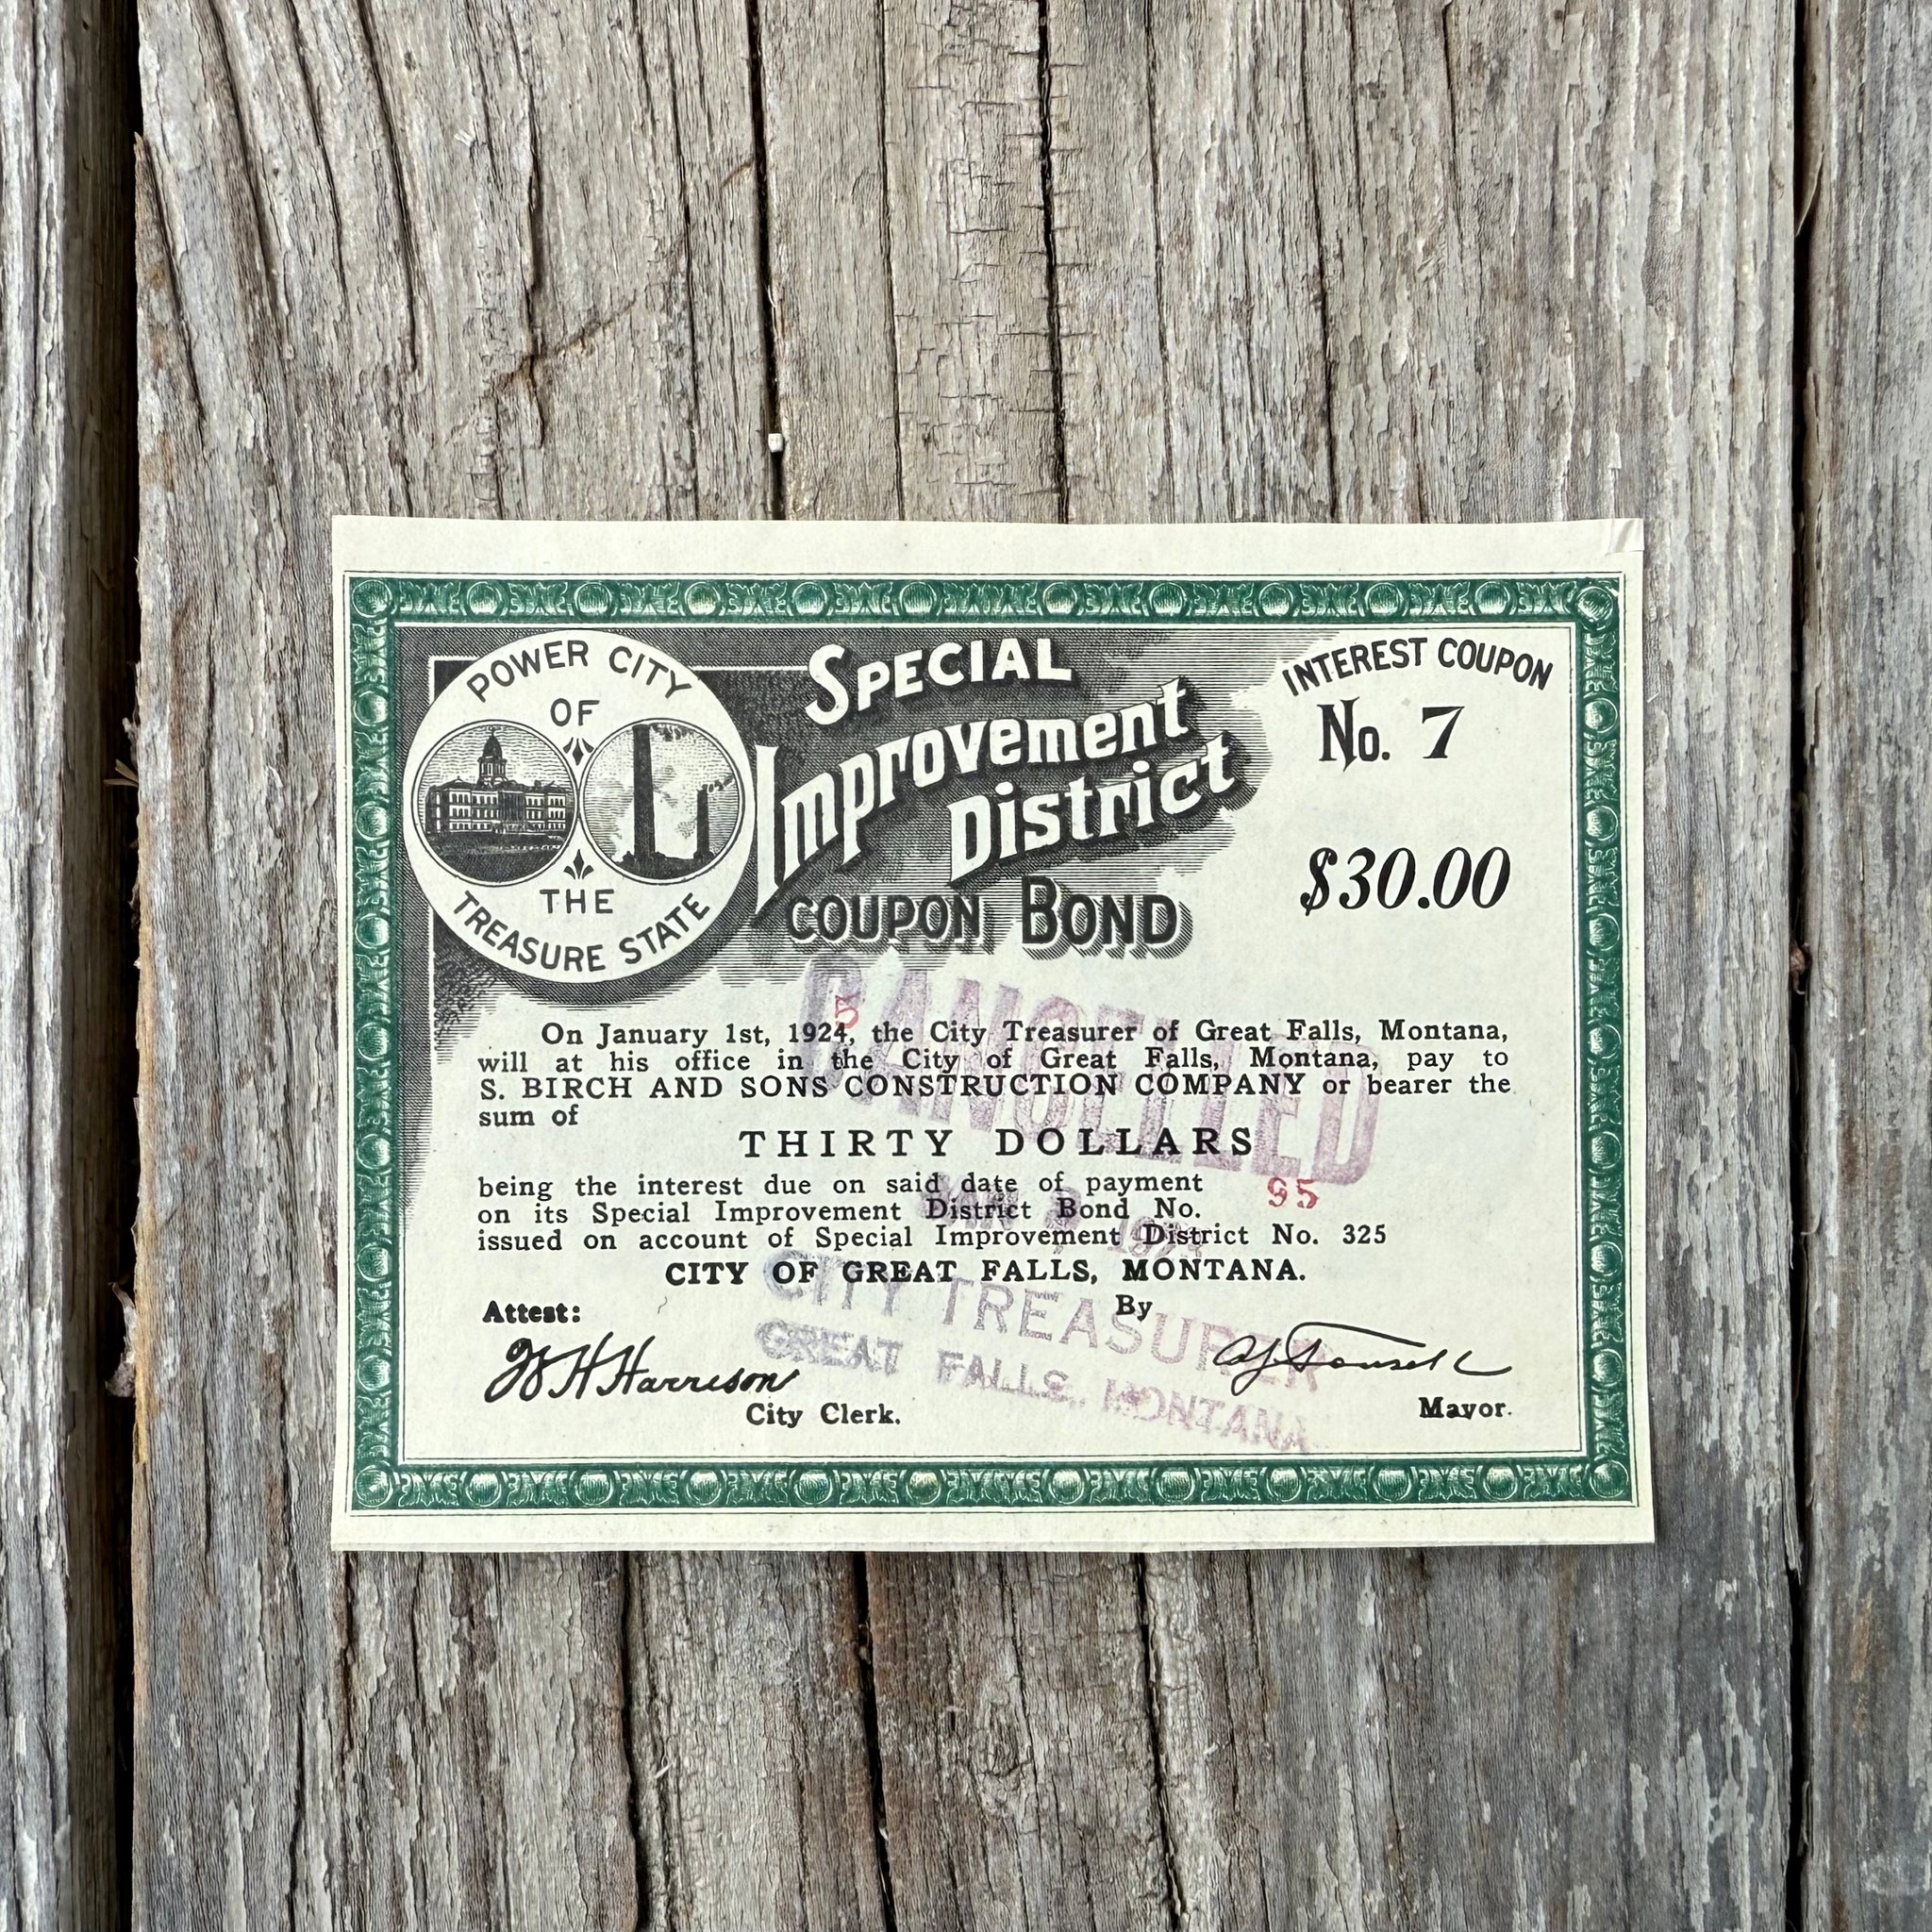 POWER CITY
OF
THE
TREASURE STATE
SPECIAL
Improvement
District
COUPON BOND
INTEREST COUPON
No. 7
$30.00
CANCELLED
5
On January 1st, 1924, the City Treasurer of Great Falls, Montana,
will at his office in the City of Great Falls, Montana, pay to
S. BIRCH AND SONS CONSTRUCTION COMPANY or bearer the
sum of
THIRTY DOLLARS
being the interest due on said date of payment
on its Special Improvement District Bond No. 95
issued on account of Special Improvement District No. 325
JAN
CITY OF GREAT FALLS, MONTANA.
CITY TREASURER
GREAT FALLS, MONTANA
Attest:
By
W H Harrison
City Clerk.
Mayor.